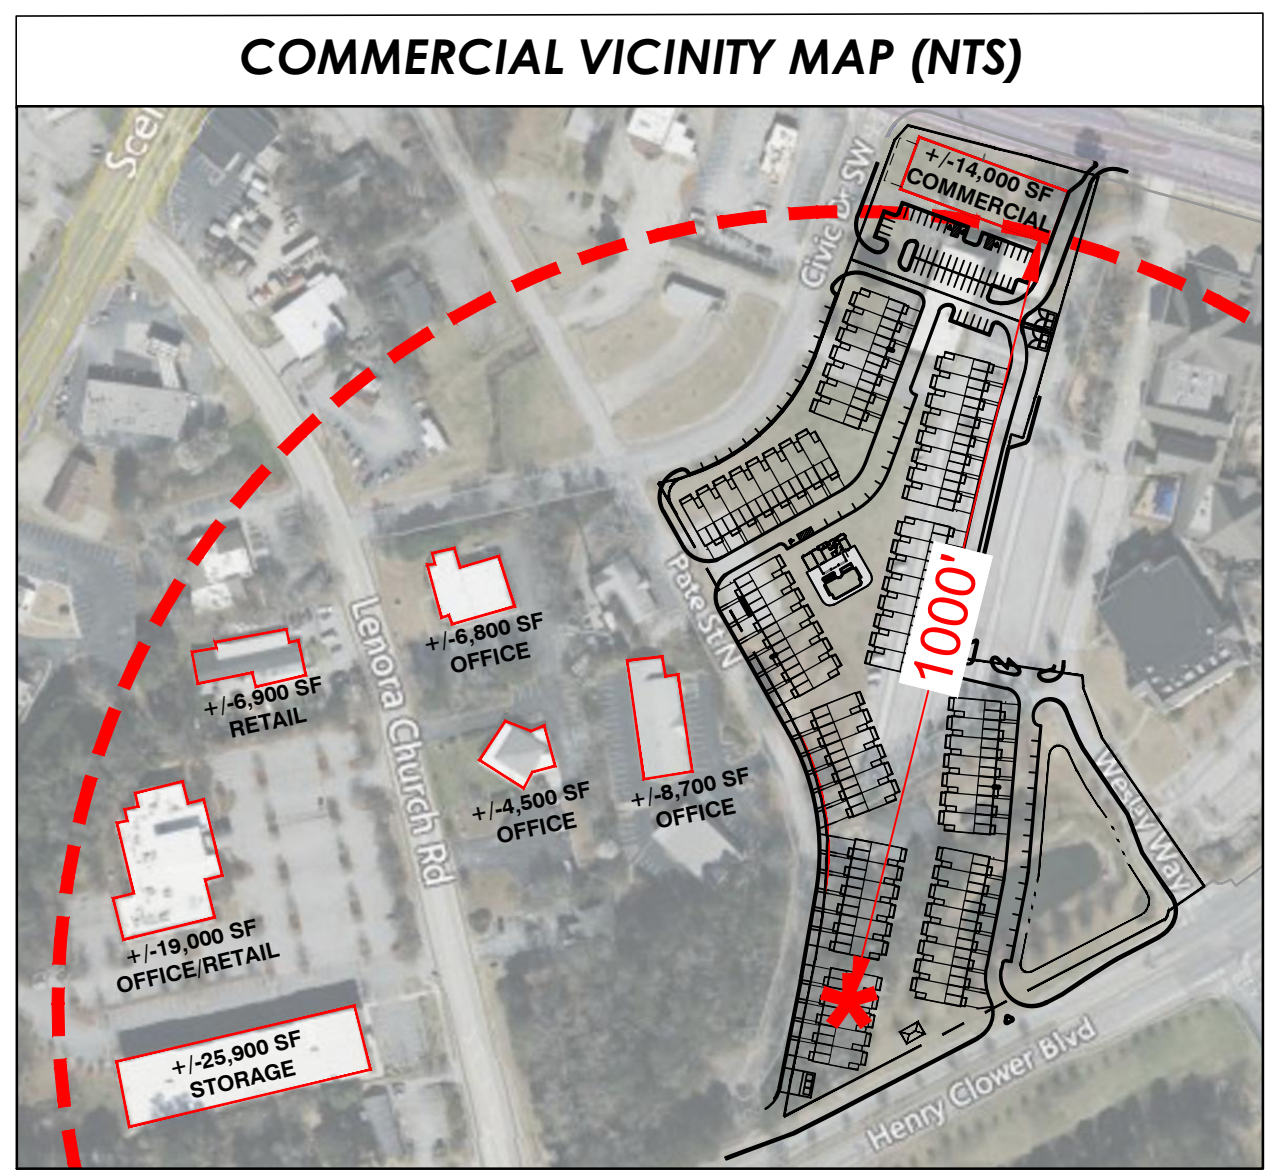 COMMERCIAL VICINITY MAP (NTS)
Scen
Civic Dr SW
+/-14,000 SF
COMMERCIAL
1000'
Pate St N
Lenora Church Rd
+/-6,800 SF
OFFICE
+/-6,900 SF
RETAIL
+/-4,500 SF
OFFICE
+/-8,700 SF
OFFICE
Wesley Way
+/-19,000 SF
OFFICE/RETAIL
+/-25,900 SF
STORAGE
Henry Clower Blvd